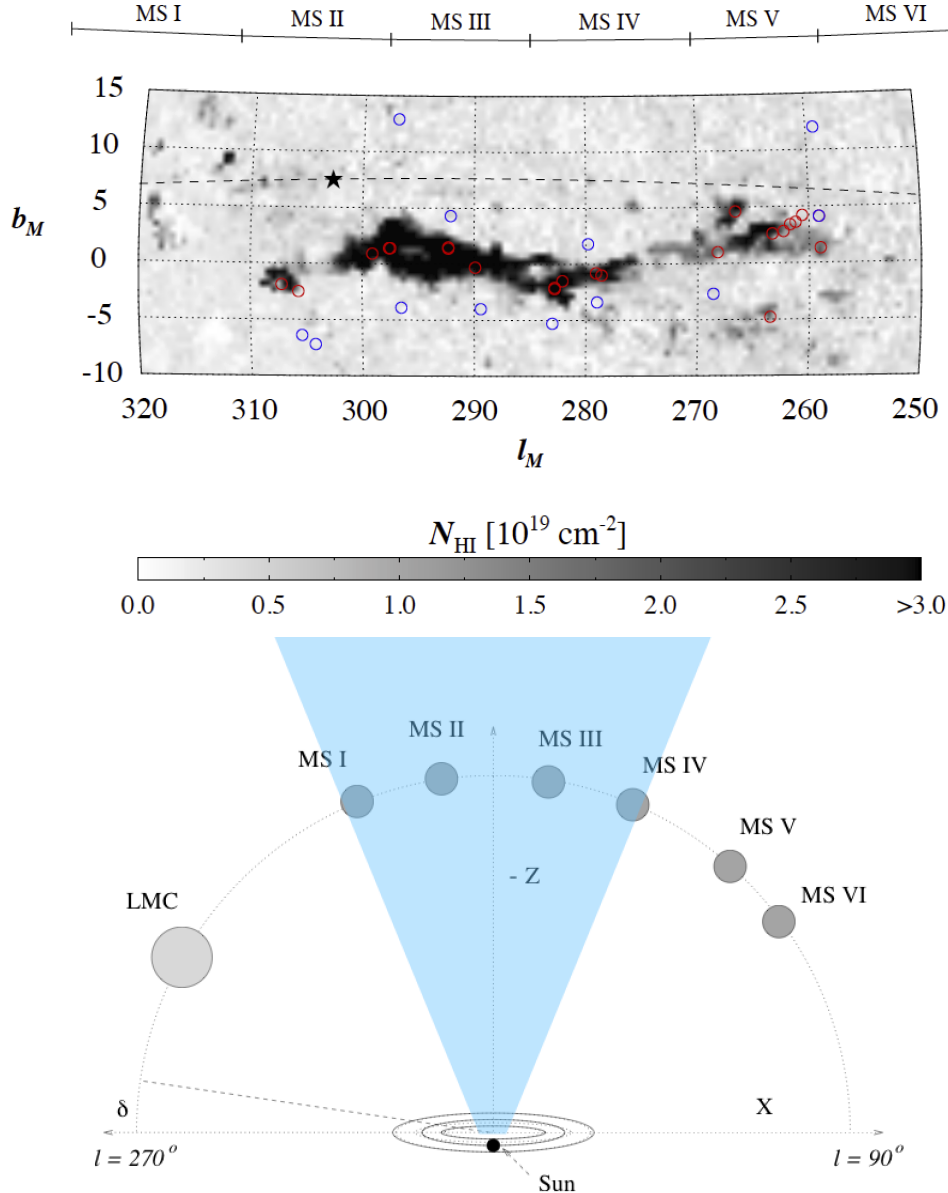 MS I MS II MS III MS IV MS V MS VI
15
10
5
0
-5
-10
b_M
320 310 300 290 280 270 260 250
l_M
N_HI [10^19 cm^-2]
0.0 0.5 1.0 1.5 2.0 2.5 >3.0
MS II MS III
MS I MS IV
MS V
- Z
LMC MS VI
δ X
l = 270° l = 90°
Sun